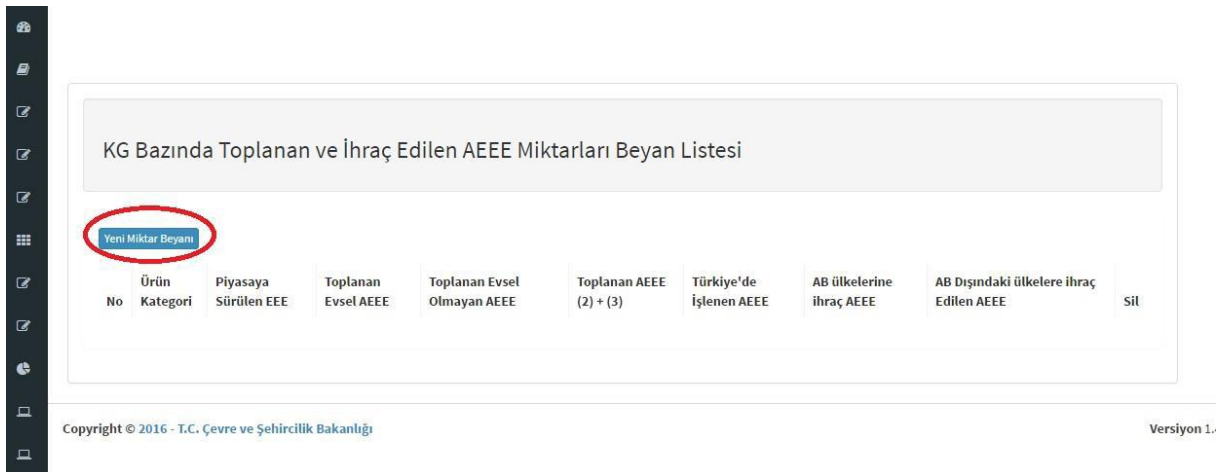 KG Bazında Toplanan ve İhraç Edilen AEEE Miktarları Beyan Listesi
Yeni Miktar Beyanı
No
Ürün
Kategori
Piyasaya
Sürülen EEE
Toplanan
Evsel AEEE
Toplanan Evsel
Olmayan AEEE
Toplanan AEEE
(2) + (3)
Türkiye'de
İşlenen AEEE
AB ülkelerine
ihraç AEEE
AB Dışındaki ülkelere ihraç
Edilen AEEE
Sil
Copyright © 2016 - T.C. Çevre ve Şehircilik Bakanlığı
Versiyon 1.4